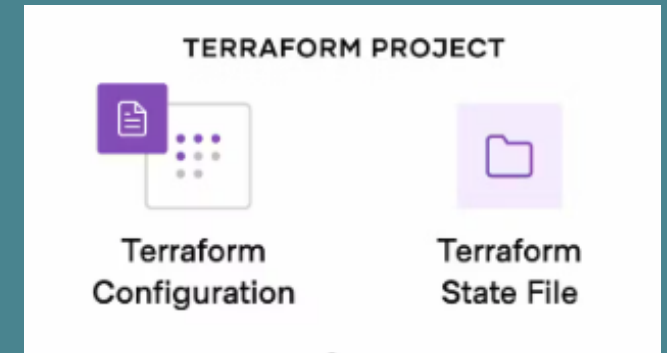 TERRAFORM PROJECT
Terraform
Configuration
Terraform
State File